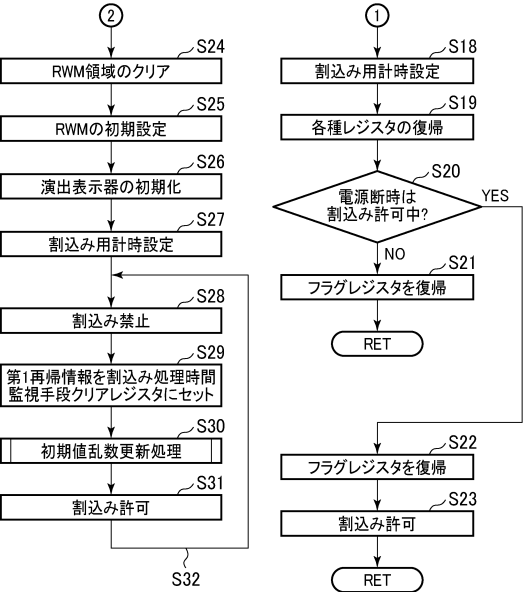 2
S24
RWM領域のクリア
S25
RWMの初期設定
S26
演出表示器の初期化
S27
割込み用計時設定
S28
割込み禁止
S29
第1再帰情報を割込み処理時間
監視手段クリアレジスタにセット
S30
初期値乱数更新処理
S31
割込み許可
S32
1
S18
割込み用計時設定
S19
各種レジスタの復帰
S20
電源断時は
割込み許可中?
YES
NO
S21
フラグレジスタを復帰
RET
S22
フラグレジスタを復帰
S23
割込み許可
RET